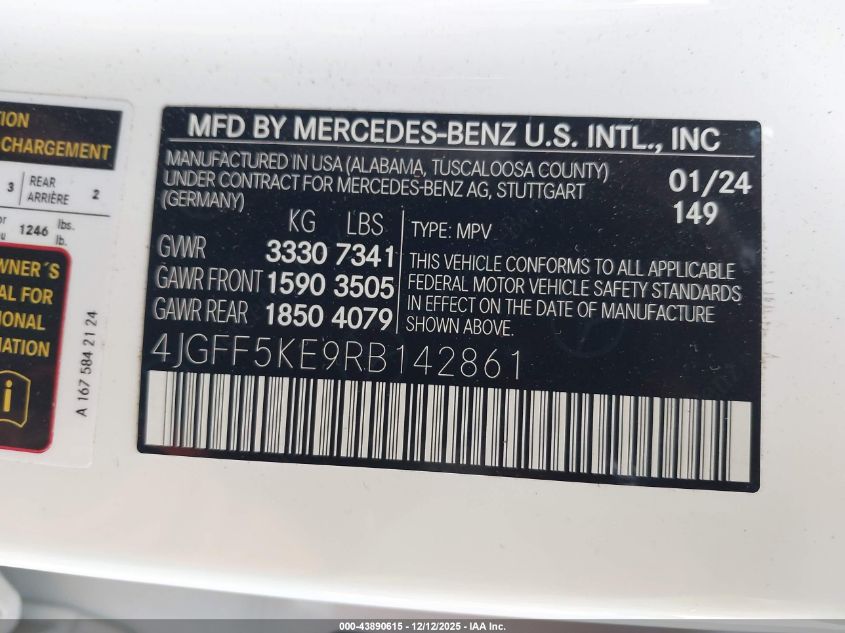 TION
CHARGEMENT
3 REAR ARRIÈRE 2
1246 lbs.
lb.
WNER´S
AL FOR
IONAL
MATION
i
A 167 584 21 24
MFD BY MERCEDES-BENZ U.S. INTL., INC
MANUFACTURED IN USA (ALABAMA, TUSCALOOSA COUNTY)
UNDER CONTRACT FOR MERCEDES-BENZ AG, STUTTGART
(GERMANY)
01/24
149
KG LBS
GVWR 3330 7341
GAWR FRONT 1590 3505
GAWR REAR 1850 4079
TYPE: MPV
THIS VEHICLE CONFORMS TO ALL APPLICABLE
FEDERAL MOTOR VEHICLE SAFETY STANDARDS
IN EFFECT ON THE DATE OF MANUFACTURE
SHOWN ABOVE.
4JGFF5KE9RB142861
000-43890615 - 12/12/2025 - IAA Inc.